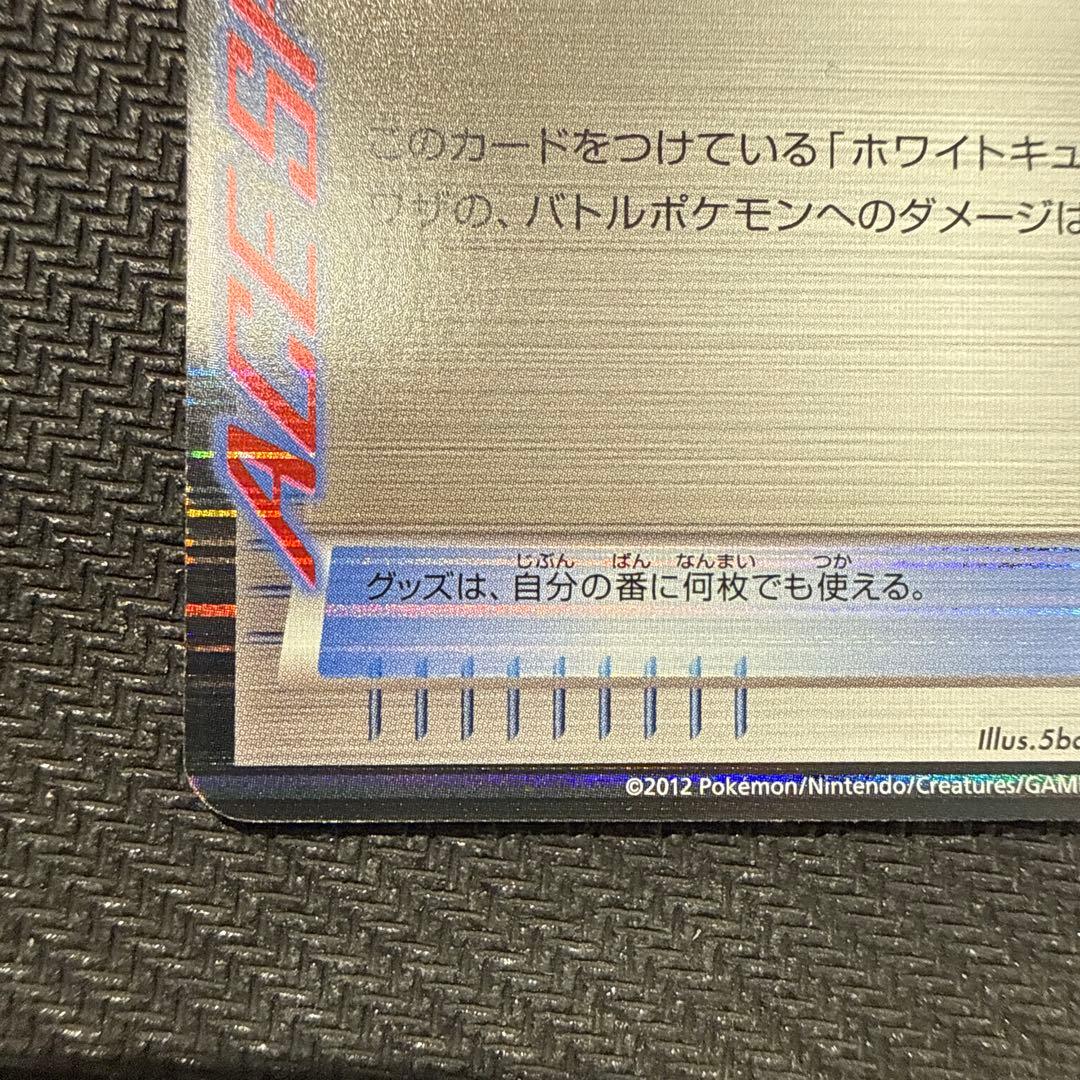 ACE SP
このカードをつけている「ホワイトキュ
ワザの、バトルポケモンへのダメージは
じぶん ばん なんまい つか
グッズは、自分の番に何枚でも使える。
Illus.5b
©2012 Pokémon/Nintendo/Creatures/GAM